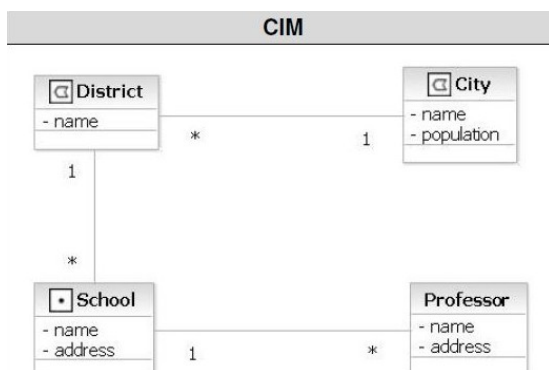 CIM
District
- name
City
- name
- population
* 1
1
*
School
- name
- address
Professor
- name
- address
1 *